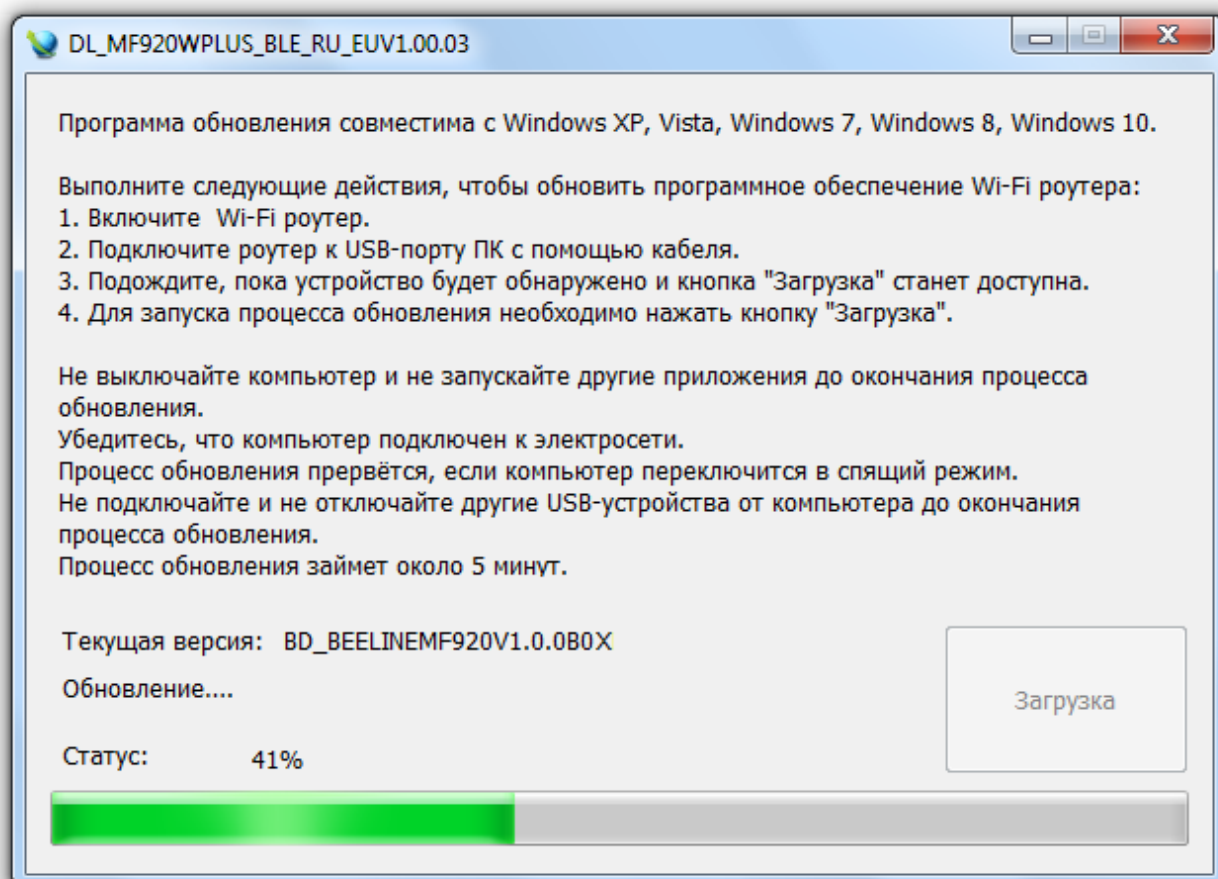 DL_MF920WPLUS_BLE_RU_EUV1.00.03
Программа обновления совместима с Windows XP, Vista, Windows 7, Windows 8, Windows 10.
Выполните следующие действия, чтобы обновить программное обеспечение Wi-Fi роутера:
1. Включите  Wi-Fi роутер.
2. Подключите роутер к USB-порту ПК с помощью кабеля.
3. Подождите, пока устройство будет обнаружено и кнопка "Загрузка" станет доступна.
4. Для запуска процесса обновления необходимо нажать кнопку "Загрузка".
Не выключайте компьютер и не запускайте другие приложения до окончания процесса
обновления.
Убедитесь, что компьютер подключен к электросети.
Процесс обновления прервётся, если компьютер переключится в спящий режим.
Не подключайте и не отключайте другие USB-устройства от компьютера до окончания
процесса обновления.
Процесс обновления займет около 5 минут.
Текущая версия: BD_BEELINEMF920V1.0.0B0X
Обновление....
Загрузка
Статус: 41%